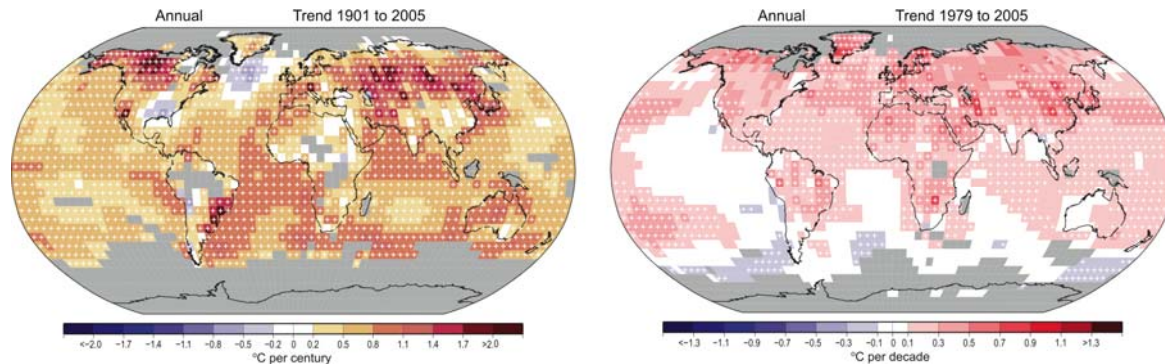 Annual Trend 1901 to 2005
<-2.0 -1.7 -1.4 -1.1 -0.8 -0.5 -0.2 0 0.2 0.5 0.8 1.1 1.4 1.7 >2.0
°C per century
Annual Trend 1979 to 2005
<-1.3 -1.1 -0.9 -0.7 -0.5 -0.3 -0.1 0 0.1 0.3 0.5 0.7 0.9 1.1 >1.3
°C per decade